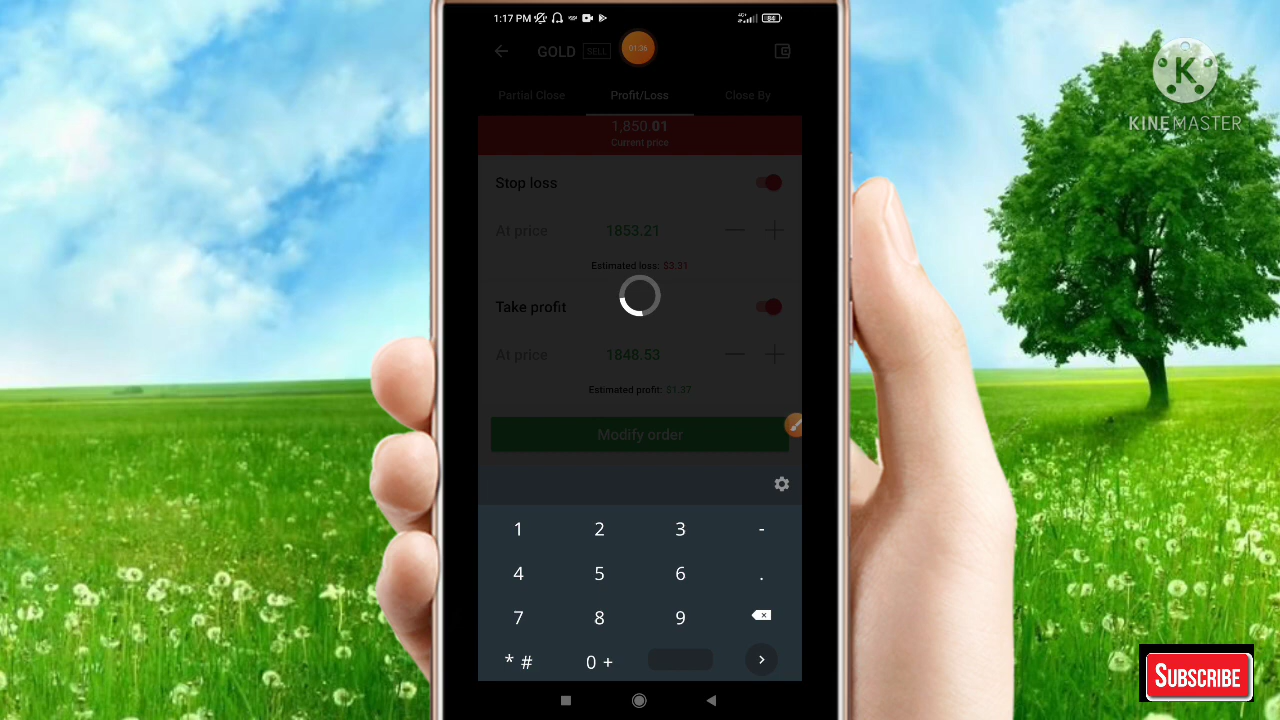 1:17 PM
84
GOLD SELL
01:36
Partial Close Profit/Loss Close By
1,850.01
Current price
Stop loss
At price 1853.21
Estimated loss: $3.31
Take profit
At price 1848.53
Estimated profit: $1.37
Modify order
1 2 3 -
4 5 6 .
7 8 9
* # 0 +
K
KINEMASTER
SUBSCRIBE